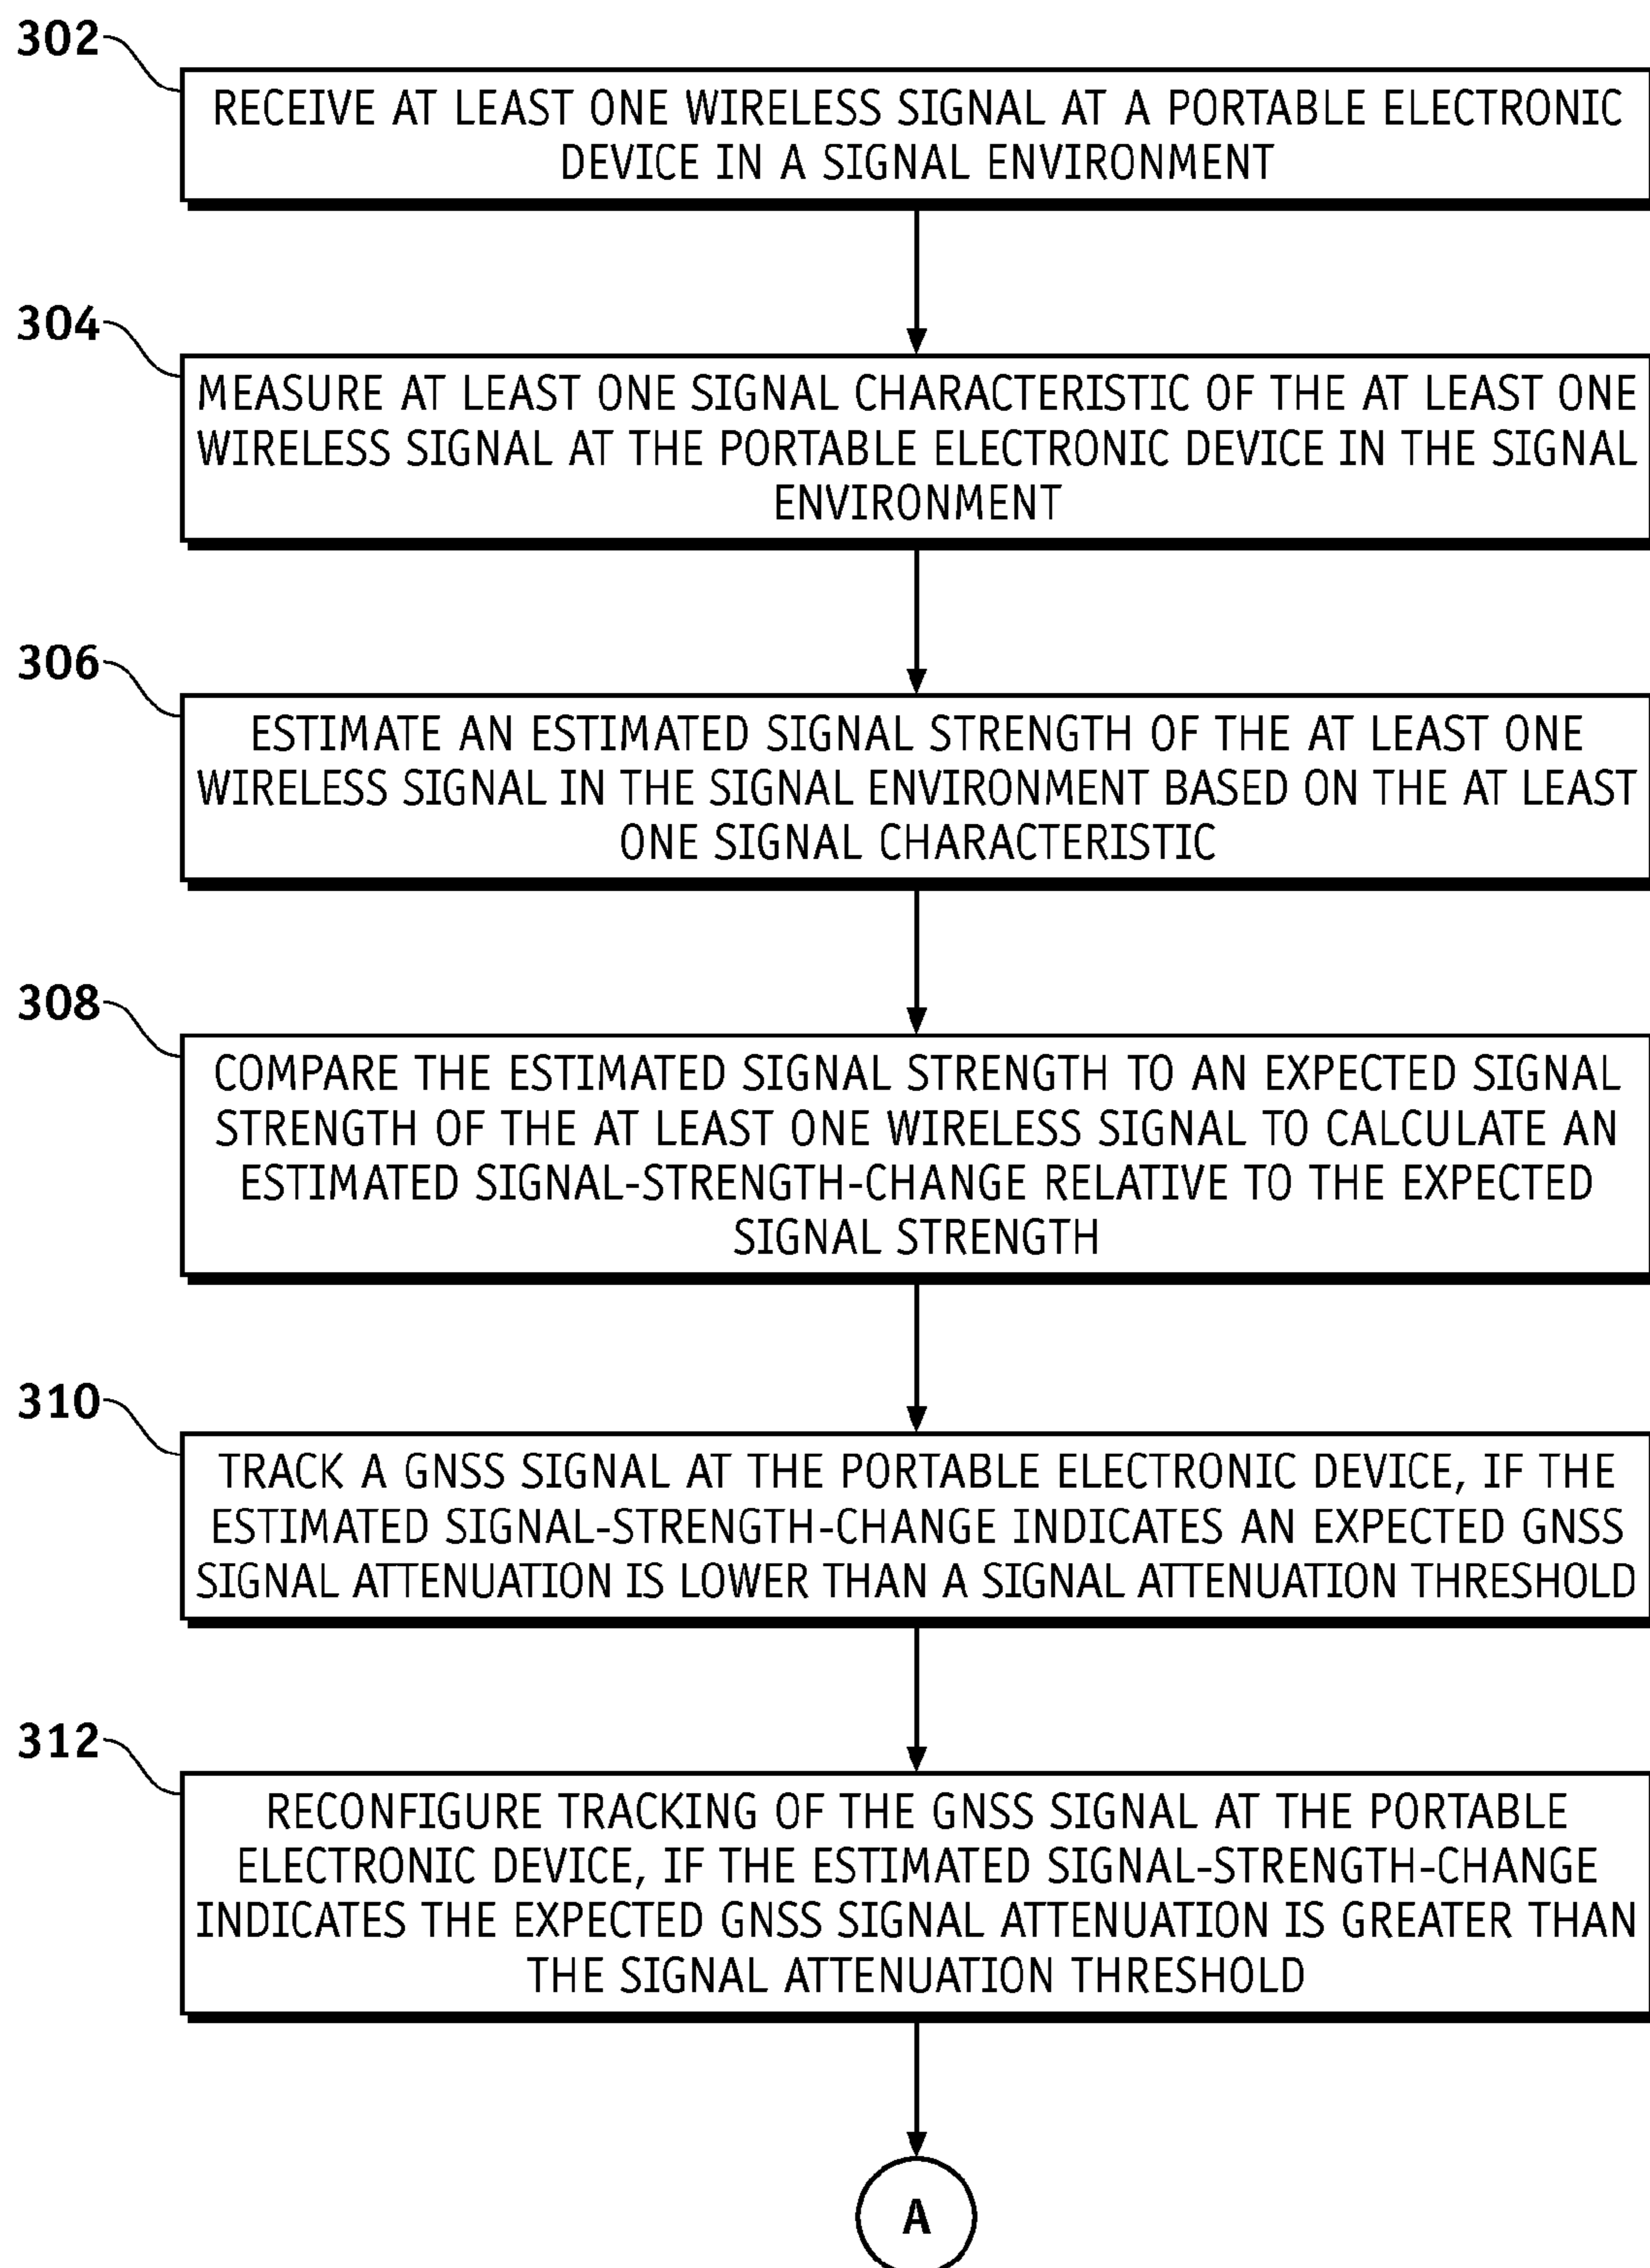 302
RECEIVE AT LEAST ONE WIRELESS SIGNAL AT A PORTABLE ELECTRONIC
DEVICE IN A SIGNAL ENVIRONMENT
304
MEASURE AT LEAST ONE SIGNAL CHARACTERISTIC OF THE AT LEAST ONE
WIRELESS SIGNAL AT THE PORTABLE ELECTRONIC DEVICE IN THE SIGNAL
ENVIRONMENT
306
ESTIMATE AN ESTIMATED SIGNAL STRENGTH OF THE AT LEAST ONE
WIRELESS SIGNAL IN THE SIGNAL ENVIRONMENT BASED ON THE AT LEAST
ONE SIGNAL CHARACTERISTIC
308
COMPARE THE ESTIMATED SIGNAL STRENGTH TO AN EXPECTED SIGNAL
STRENGTH OF THE AT LEAST ONE WIRELESS SIGNAL TO CALCULATE AN
ESTIMATED SIGNAL-STRENGTH-CHANGE RELATIVE TO THE EXPECTED
SIGNAL STRENGTH
310
TRACK A GNSS SIGNAL AT THE PORTABLE ELECTRONIC DEVICE, IF THE
ESTIMATED SIGNAL-STRENGTH-CHANGE INDICATES AN EXPECTED GNSS
SIGNAL ATTENUATION IS LOWER THAN A SIGNAL ATTENUATION THRESHOLD
312
RECONFIGURE TRACKING OF THE GNSS SIGNAL AT THE PORTABLE
ELECTRONIC DEVICE, IF THE ESTIMATED SIGNAL-STRENGTH-CHANGE
INDICATES THE EXPECTED GNSS SIGNAL ATTENUATION IS GREATER THAN
THE SIGNAL ATTENUATION THRESHOLD
A